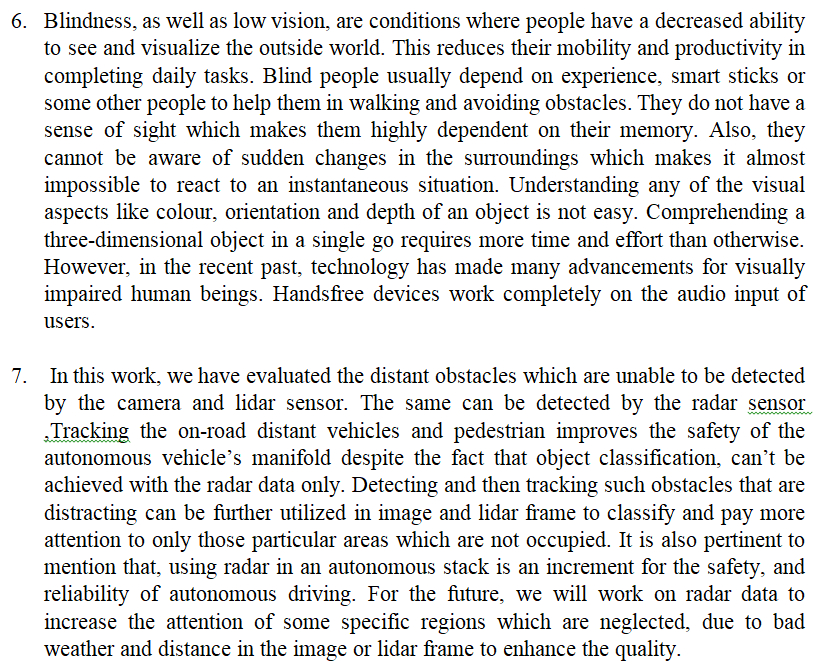 6. Blindness, as well as low vision, are conditions where people have a decreased ability
to see and visualize the outside world. This reduces their mobility and productivity in
completing daily tasks. Blind people usually depend on experience, smart sticks or
some other people to help them in walking and avoiding obstacles. They do not have a
sense of sight which makes them highly dependent on their memory. Also, they
cannot be aware of sudden changes in the surroundings which makes it almost
impossible to react to an instantaneous situation. Understanding any of the visual
aspects like colour, orientation and depth of an object is not easy. Comprehending a
three-dimensional object in a single go requires more time and effort than otherwise.
However, in the recent past, technology has made many advancements for visually
impaired human beings. Handsfree devices work completely on the audio input of
users.
7. In this work, we have evaluated the distant obstacles which are unable to be detected
by the camera and lidar sensor. The same can be detected by the radar sensor
,Tracking the on-road distant vehicles and pedestrian improves the safety of the
autonomous vehicle’s manifold despite the fact that object classification, can’t be
achieved with the radar data only. Detecting and then tracking such obstacles that are
distracting can be further utilized in image and lidar frame to classify and pay more
attention to only those particular areas which are not occupied. It is also pertinent to
mention that, using radar in an autonomous stack is an increment for the safety, and
reliability of autonomous driving. For the future, we will work on radar data to
increase the attention of some specific regions which are neglected, due to bad
weather and distance in the image or lidar frame to enhance the quality.